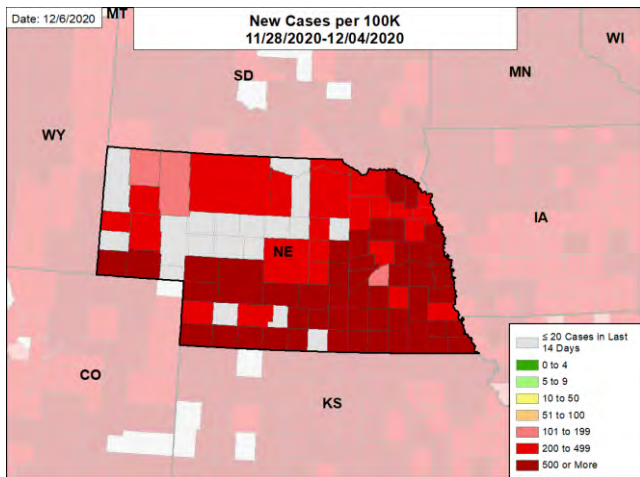 Date: 12/6/2020
New Cases per 100K
11/28/2020-12/04/2020
MT
WI
MN
SD
WY
IA
NE
CO
KS
≤ 20 Cases in Last
14 Days
0 to 4
5 to 9
10 to 50
51 to 100
101 to 199
200 to 499
500 or More